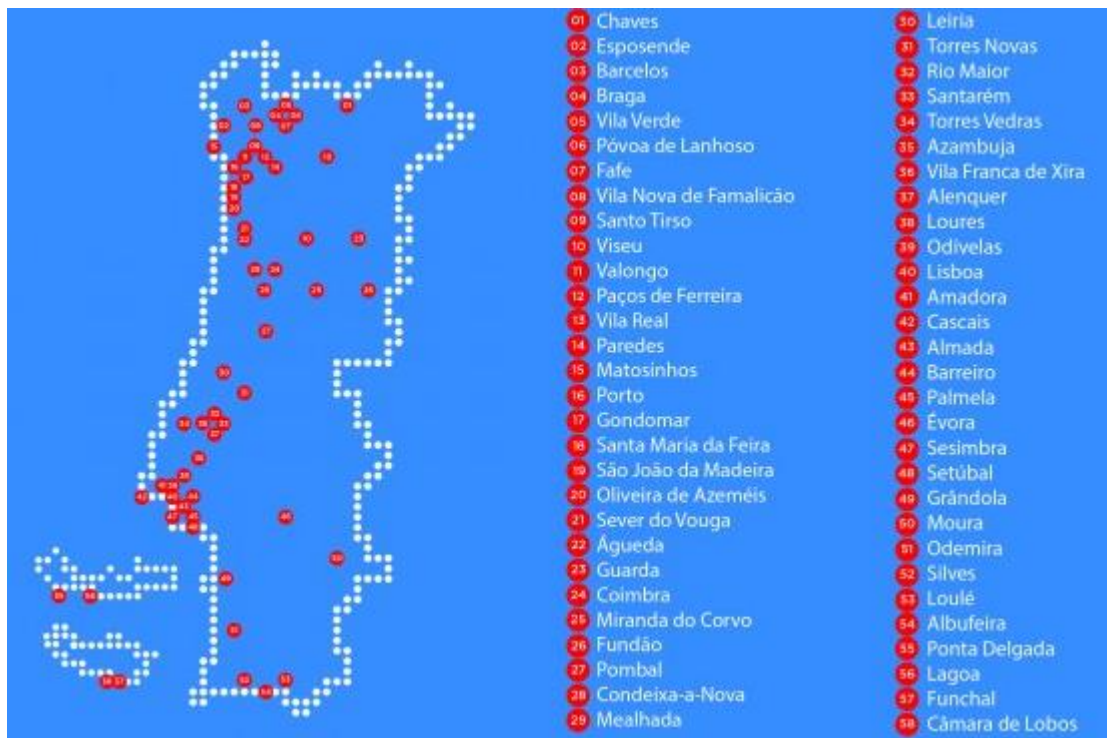 01 Chaves
02 Esposende
03 Barcelos
04 Braga
05 Vila Verde
06 Póvoa de Lanhoso
07 Fafe
08 Vila Nova de Famalicão
09 Santo Tirso
10 Viseu
11 Valongo
12 Paços de Ferreira
13 Vila Real
14 Paredes
15 Matosinhos
16 Porto
17 Gondomar
18 Santa Maria da Feira
19 São João da Madeira
20 Oliveira de Azeméis
21 Sever do Vouga
22 Águeda
23 Guarda
24 Coimbra
25 Miranda do Corvo
26 Fundão
27 Pombal
28 Condeixa-a-Nova
29 Mealhada
30 Leiria
31 Torres Novas
32 Rio Maior
33 Santarém
34 Torres Vedras
35 Azambuja
36 Vila Franca de Xira
37 Alenquer
38 Loures
39 Odivelas
40 Lisboa
41 Amadora
42 Cascais
43 Almada
44 Barreiro
45 Palmela
46 Évora
47 Sesimbra
48 Setúbal
49 Grândola
50 Moura
51 Odemira
52 Silves
53 Loulé
54 Albufeira
55 Ponta Delgada
56 Lagoa
57 Funchal
58 Câmara de Lobos